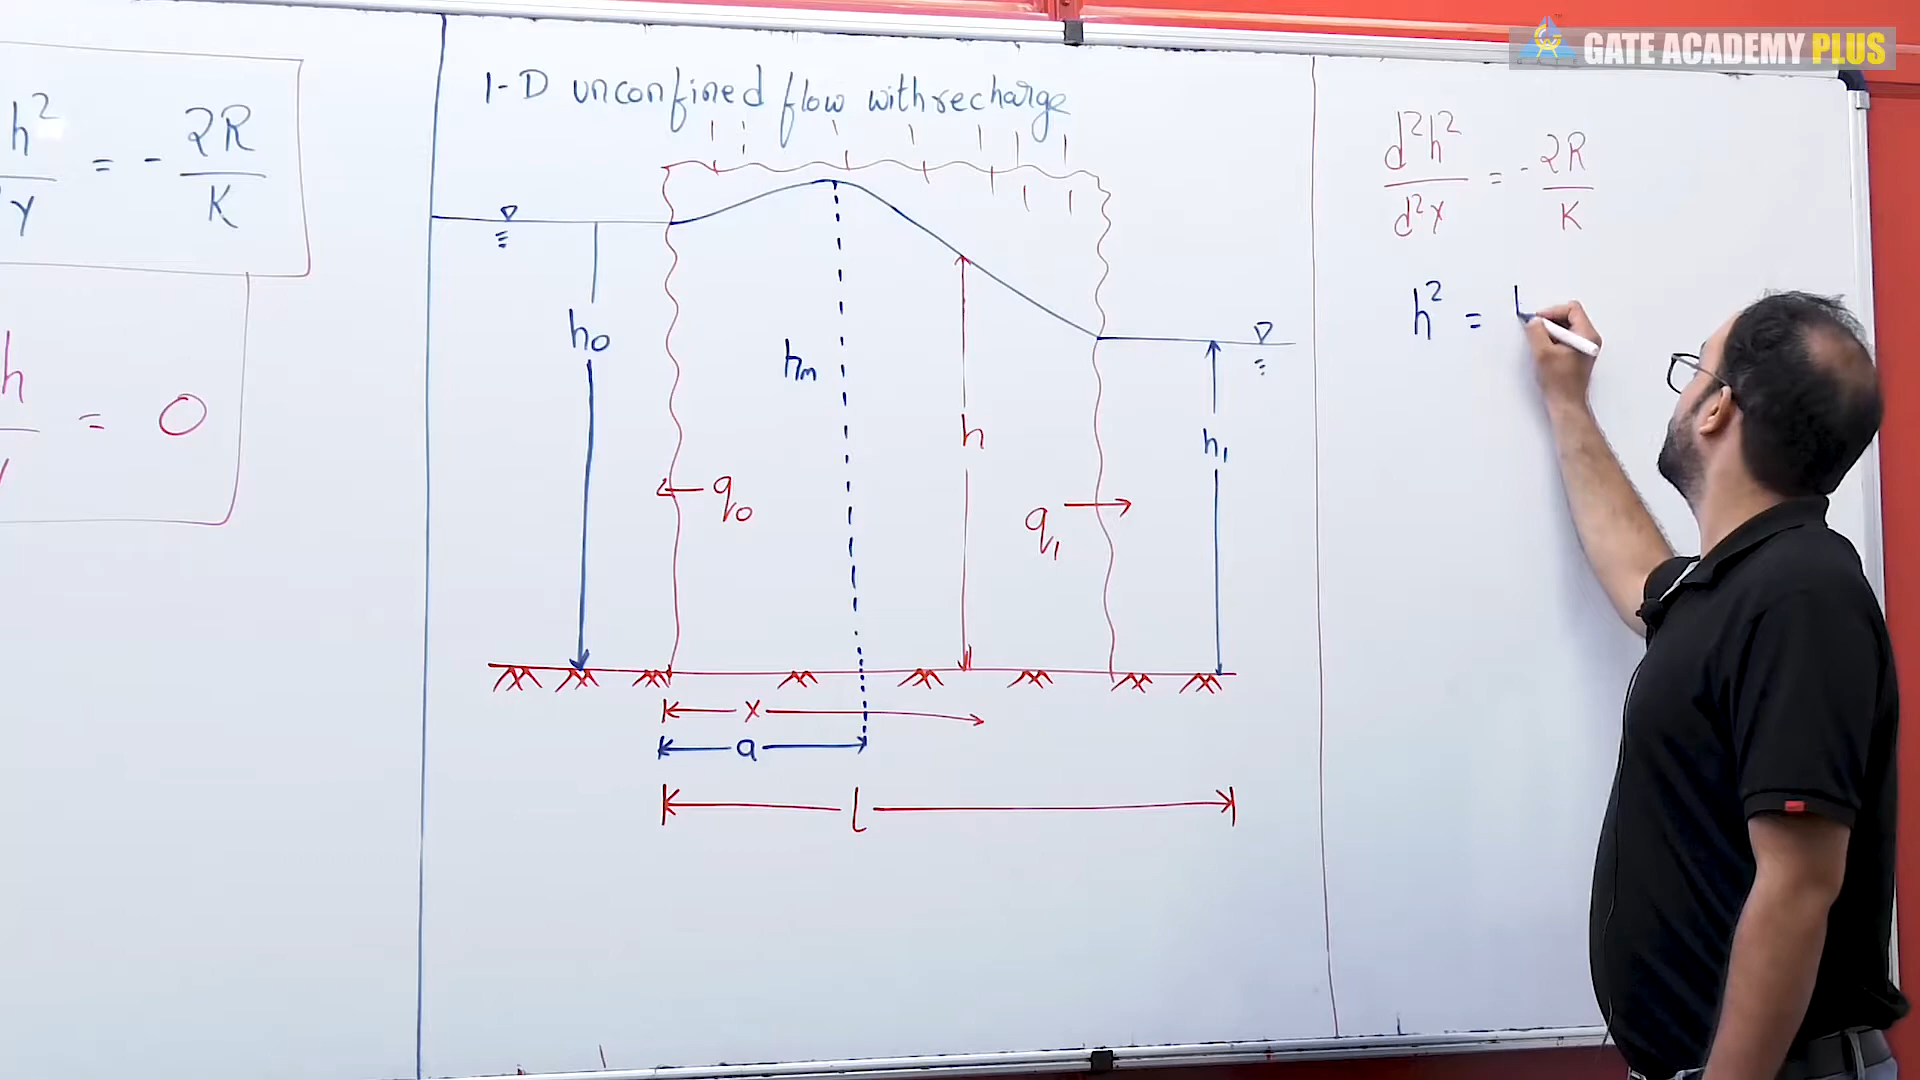 GATE ACADEMY PLUS
1-D unconfined flow with recharge
h² = - 2R
Y K
h = 0
h₀
hₘ
h
h₁
q₀
q₁
x
a
l
d²h² = - 2R
d²x K
h² =